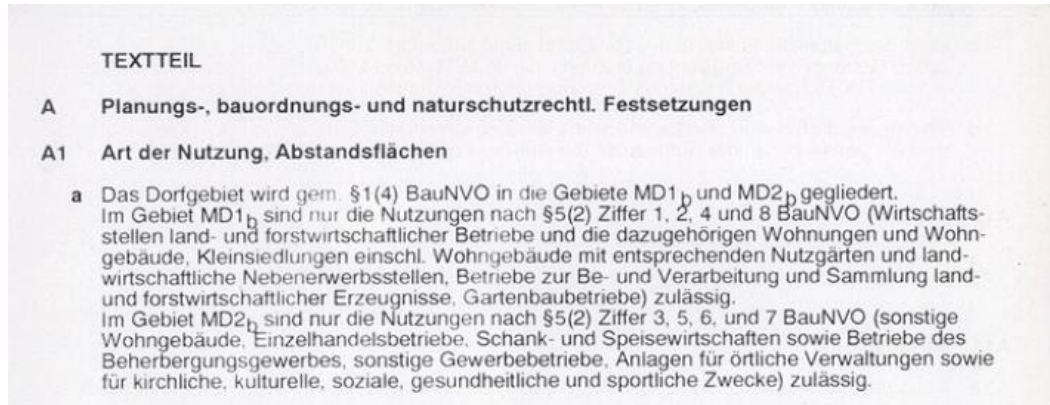 TEXTTEIL
A Planungs-, bauordnungs- und naturschutzrechtl. Festsetzungen
A1 Art der Nutzung, Abstandsflächen
a Das Dorfgebiet wird gem. §1(4) BauNVO in die Gebiete MD1b und MD2b gegliedert.
Im Gebiet MD1b sind nur die Nutzungen nach §5(2) Ziffer 1, 2, 4 und 8 BauNVO (Wirtschafts-
stellen land- und forstwirtschaftlicher Betriebe und die dazugehörigen Wohnungen und Wohn-
gebäude, Kleinsiedlungen einschl. Wohngebäude mit entsprechenden Nutzgärten und land-
wirtschaftliche Nebenerwerbsstellen, Betriebe zur Be- und Verarbeitung und Sammlung land-
und forstwirtschaftlicher Erzeugnisse, Gartenbaubetriebe) zulässig.
Im Gebiet MD2b sind nur die Nutzungen nach §5(2) Ziffer 3, 5, 6, und 7 BauNVO (sonstige
Wohngebäude, Einzelhandelsbetriebe, Schank- und Speisewirtschaften sowie Betriebe des
Beherbergungsgewerbes, sonstige Gewerbebetriebe, Anlagen für örtliche Verwaltungen sowie
für kirchliche, kulturelle, soziale, gesundheitliche und sportliche Zwecke) zulässig.